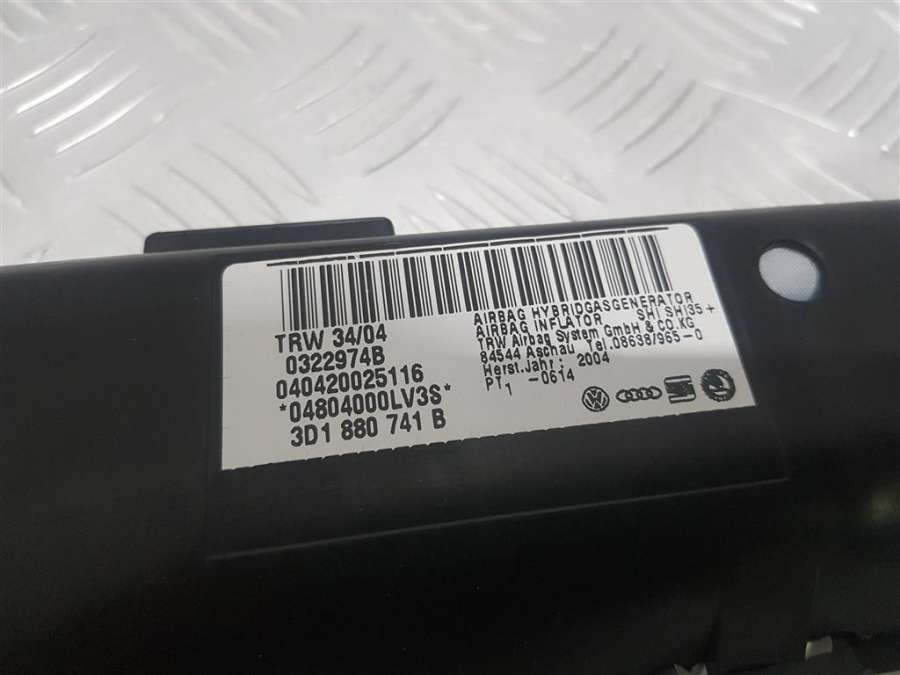 TRW 34/04
0322974B
040420025116
*04804000LV3S*
3D1 880 741 B
AIRBAG HYBRIDGASGENERATOR
AIRBAG INFLATOR SHI SHI35 +
TRW Airbag System GmbH & CO.KG
84544 Aschau Tel.08638/965-0
Herst.Jahr: 2004
PT1 -0614